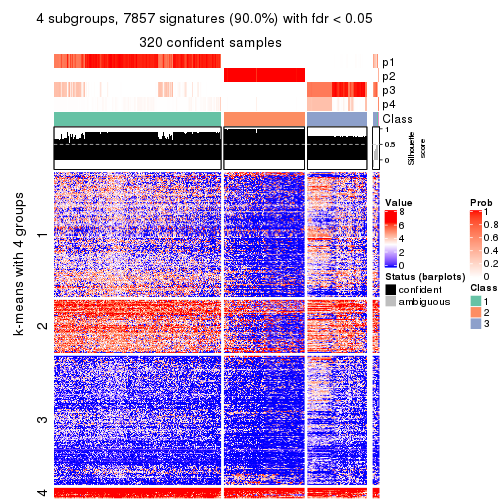 4 subgroups, 7857 signatures (90.0%) with fdr < 0.05
320 confident samples
p1
p2
p3
p4
Class
1
0.5
0
Silhouette
score
k-means with 4 groups
1
2
3
4
Value
8
6
4
2
0
Status (barplots)
confident
ambiguous
Prob
1
0.8
0.6
0.4
0.2
0
Class
1
2
3